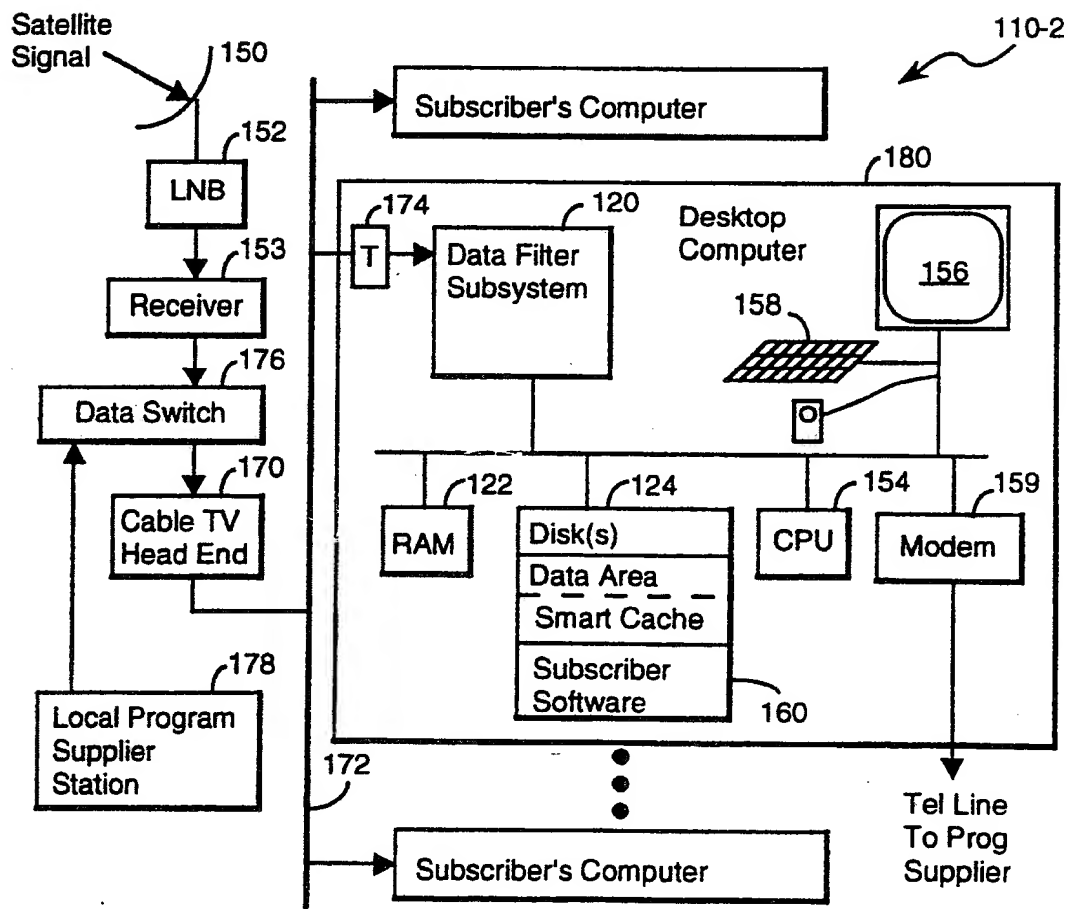 Satellite
Signal
150
110-2
Subscriber's Computer
152
LNB
180
174
T
120
Data Filter
Subsystem
Desktop
Computer
156
153
Receiver
158
176
Data Switch
170
Cable TV
Head End
122
RAM
124
Disk(s)
Data Area
Smart Cache
Subscriber
Software
160
154
CPU
159
Modem
178
Local Program
Supplier
Station
172
Tel Line
To Prog
Supplier
Subscriber's Computer